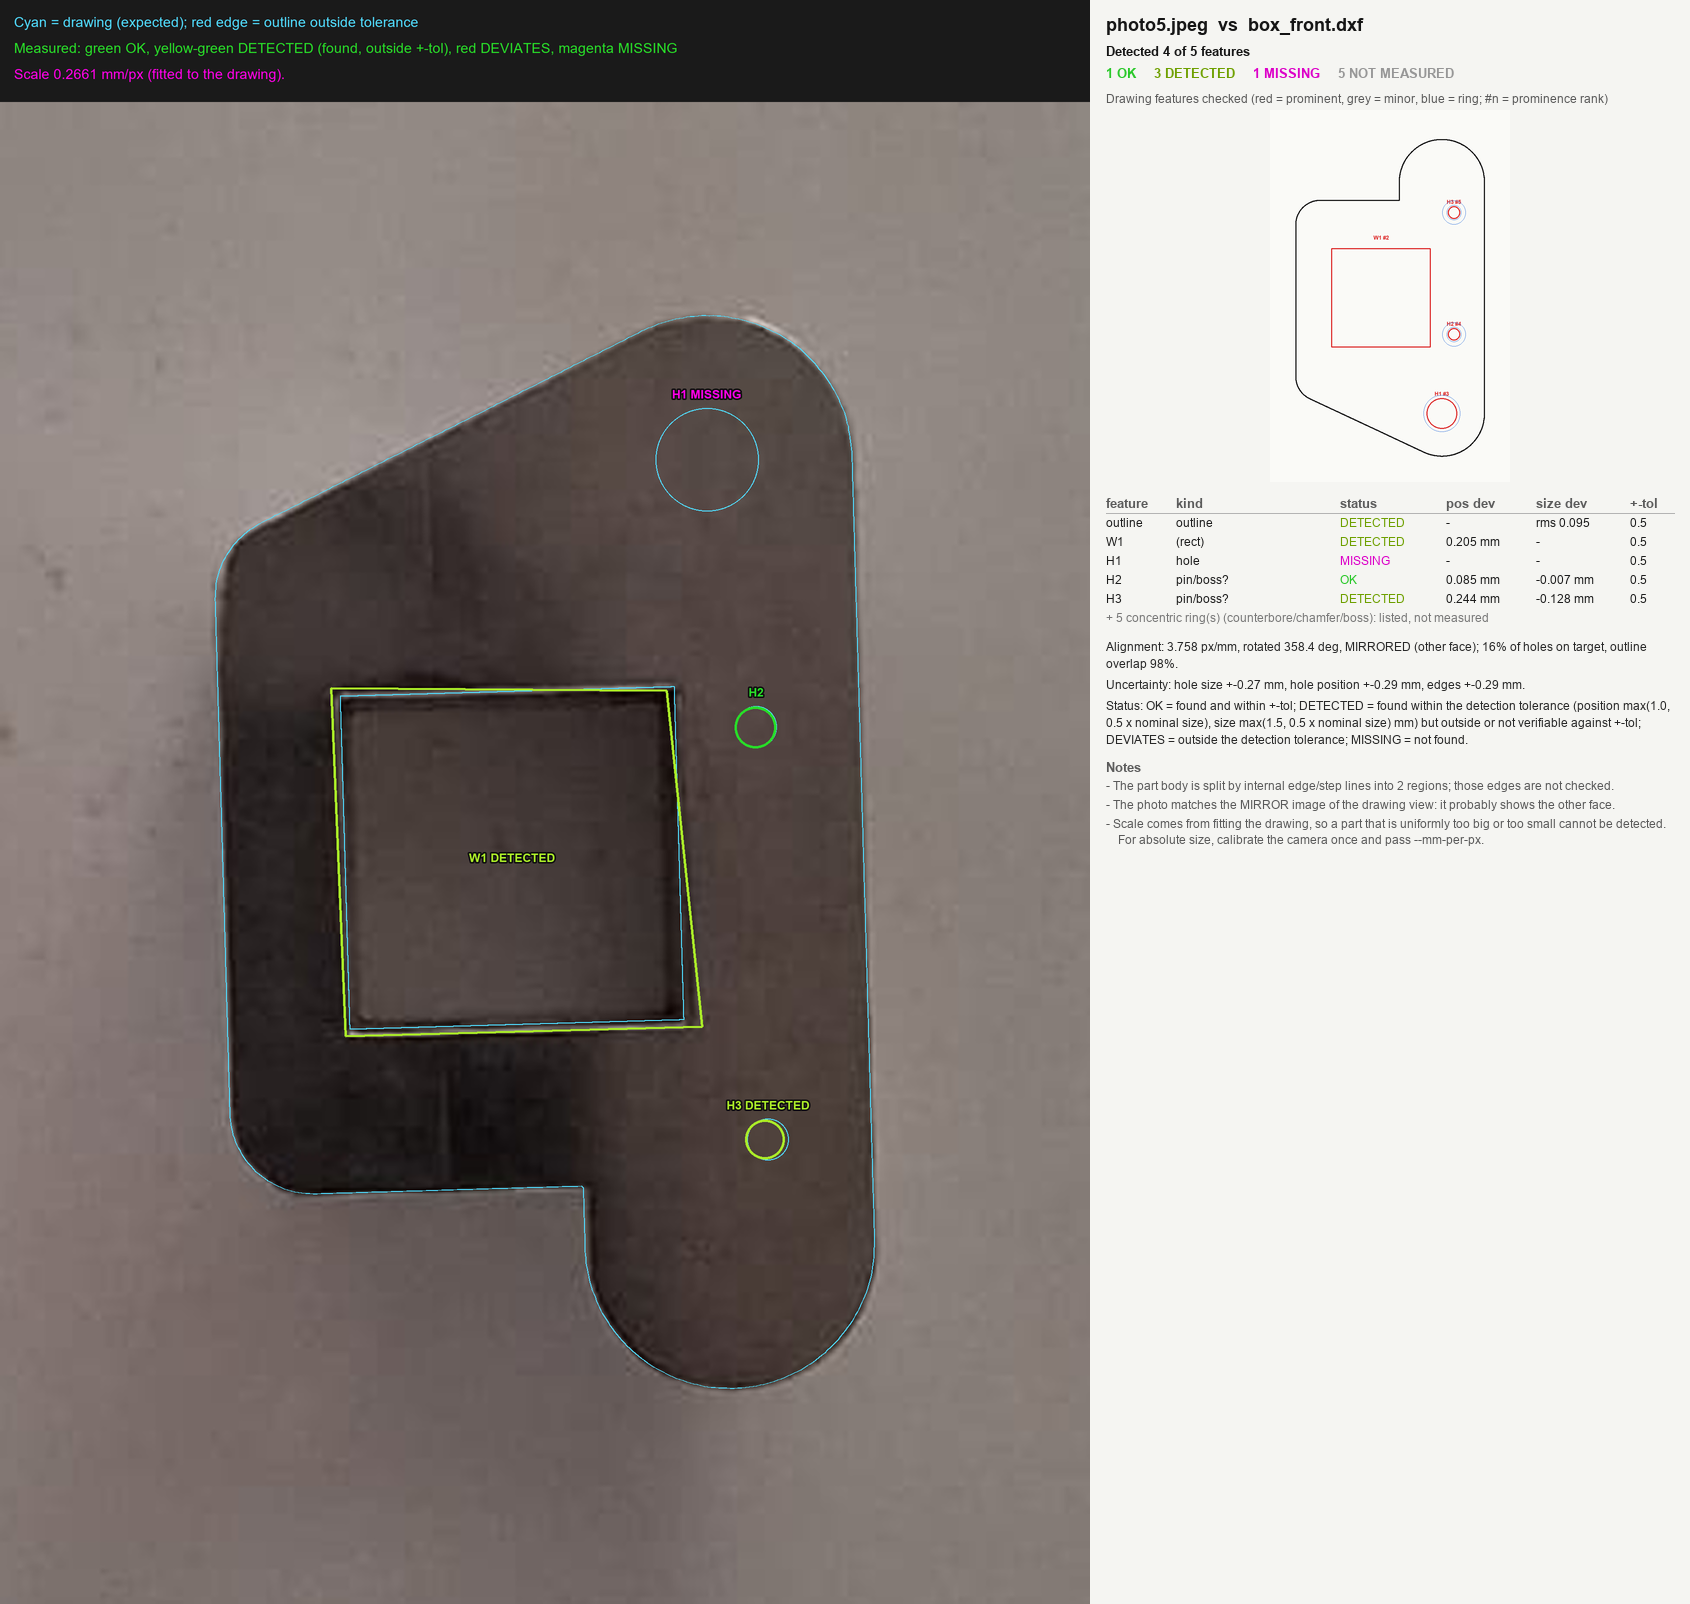 Cyan = drawing (expected); red edge = outline outside tolerance
Measured: green OK, yellow-green DETECTED (found, outside +-tol), red DEVIATES, magenta MISSING
Scale 0.2661 mm/px (fitted to the drawing).
H1 MISSING
H2
W1 DETECTED
H3 DETECTED
photo5.jpeg vs box_front.dxf
Detected 4 of 5 features
1 OK 3 DETECTED 1 MISSING 5 NOT MEASURED
Drawing features checked (red = prominent, grey = minor, blue = ring; #n = prominence rank)
W1 #2
H2 #4
H1 #3
feature kind status pos dev size dev +-tol
outline outline DETECTED - rms 0.095 0.5
W1 (rect) DETECTED 0.205 mm - 0.5
H1 hole MISSING - - 0.5
H2 pin/boss? OK 0.085 mm -0.007 mm 0.5
H3 pin/boss? DETECTED 0.244 mm -0.128 mm 0.5
+ 5 concentric ring(s) (counterbore/chamfer/boss): listed, not measured
Alignment: 3.758 px/mm, rotated 358.4 deg, MIRRORED (other face); 16% of holes on target, outline
overlap 98%.
Uncertainty: hole size +-0.27 mm, hole position +-0.29 mm, edges +-0.29 mm.
Status: OK = found and within +-tol; DETECTED = found within the detection tolerance (position max(1.0,
0.5 x nominal size), size max(1.5, 0.5 x nominal size) mm) but outside or not verifiable against +-tol;
DEVIATES = outside the detection tolerance; MISSING = not found.
Notes
- The part body is split by internal edge/step lines into 2 regions; those edges are not checked.
- The photo matches the MIRROR image of the drawing view: it probably shows the other face.
- Scale comes from fitting the drawing, so a part that is uniformly too big or too small cannot be detected.
For absolute size, calibrate the camera once and pass --mm-per-px.